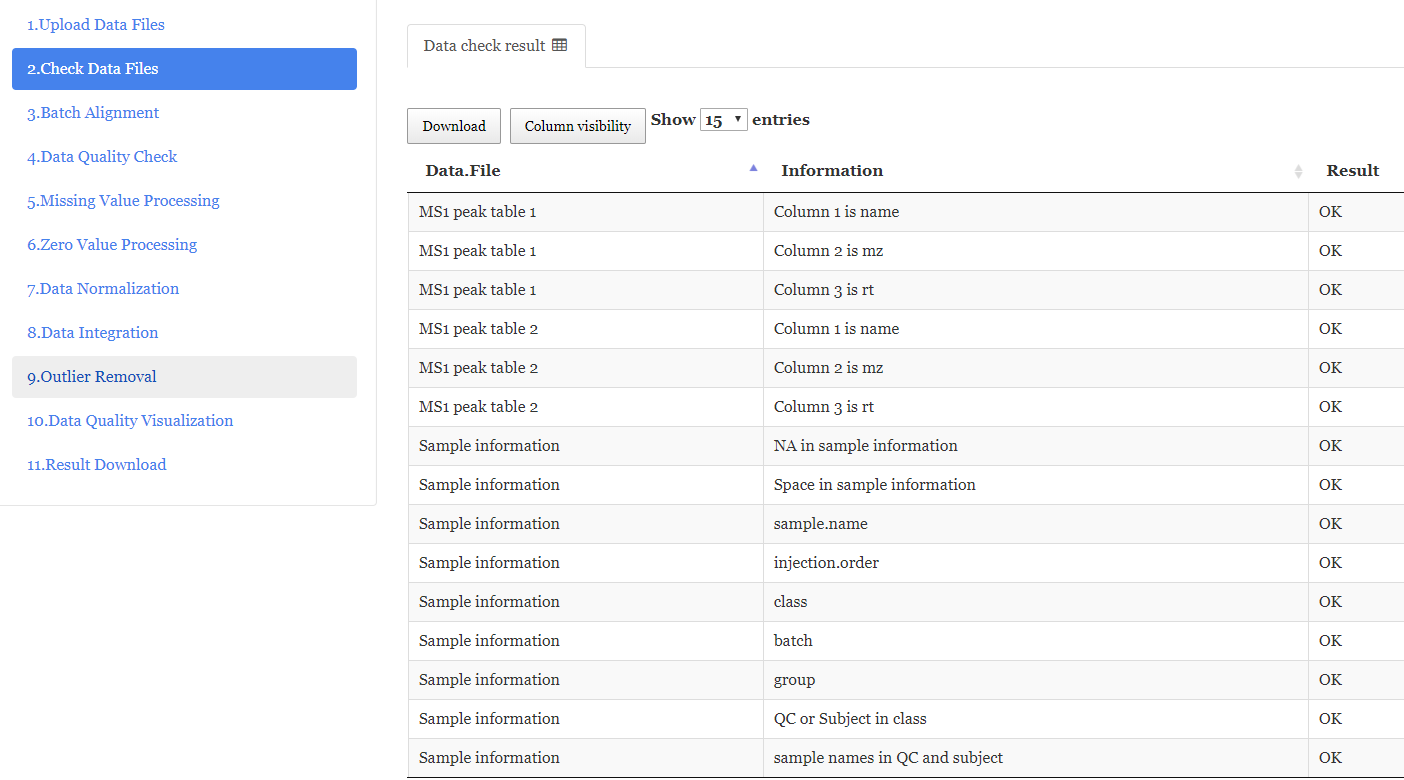 1.Upload Data Files
2.Check Data Files
3.Batch Alignment
4.Data Quality Check
5.Missing Value Processing
6.Zero Value Processing
7.Data Normalization
8.Data Integration
9.Outlier Removal
10.Data Quality Visualization
11.Result Download
Data check result
Download Column visibility Show 15 entries
Data.File Information Result
MS1 peak table 1 Column 1 is name OK
MS1 peak table 1 Column 2 is mz OK
MS1 peak table 1 Column 3 is rt OK
MS1 peak table 2 Column 1 is name OK
MS1 peak table 2 Column 2 is mz OK
MS1 peak table 2 Column 3 is rt OK
Sample information NA in sample information OK
Sample information Space in sample information OK
Sample information sample.name OK
Sample information injection.order OK
Sample information class OK
Sample information batch OK
Sample information group OK
Sample information QC or Subject in class OK
Sample information sample names in QC and subject OK